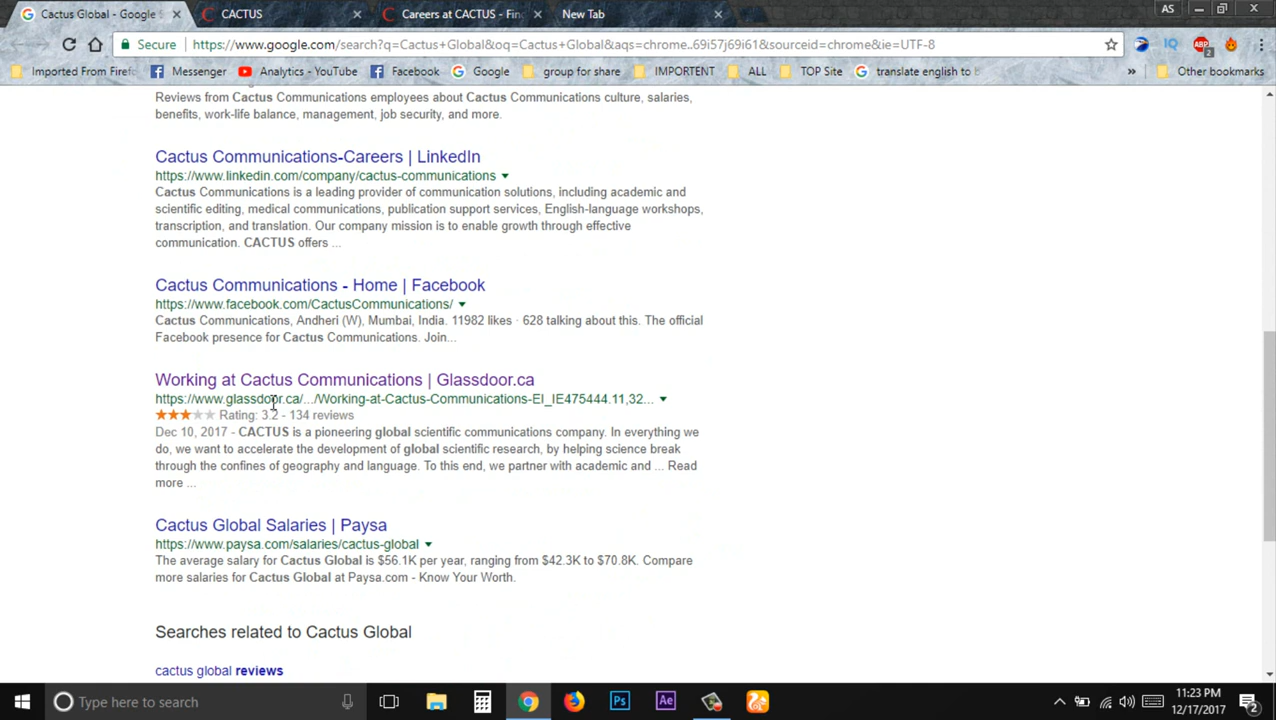 Cactus Global - Google
CACTUS
Careers at CACTUS - Fin
New Tab
AS
Secure
https://www.google.com/search?q=Cactus+Global&oq=Cactus+Global&aqs=chrome..69i57j69i61&sourceid=chrome&ie=UTF-8
IQ
ABP
2
Imported From Firefo
Messenger
Analytics - YouTube
Facebook
Google
group for share
IMPORTENT
ALL
TOP Site
translate english to b
»
Other bookmarks
Reviews from Cactus Communications employees about Cactus Communications culture, salaries,
benefits, work-life balance, management, job security, and more.
Cactus Communications-Careers | LinkedIn
https://www.linkedin.com/company/cactus-communications
Cactus Communications is a leading provider of communication solutions, including academic and
scientific editing, medical communications, publication support services, English-language workshops,
transcription, and translation. Our company mission is to enable growth through effective
communication. CACTUS offers ...
Cactus Communications - Home | Facebook
https://www.facebook.com/CactusCommunications/
Cactus Communications, Andheri (W), Mumbai, India. 11982 likes · 628 talking about this. The official
Facebook presence for Cactus Communications. Join...
Working at Cactus Communications | Glassdoor.ca
https://www.glassdoor.ca/.../Working-at-Cactus-Communications-EI_IE475444.11,32...
Rating: 3.2 - 134 reviews
Dec 10, 2017 - CACTUS is a pioneering global scientific communications company. In everything we
do, we want to accelerate the development of global scientific research, by helping science break
through the confines of geography and language. To this end, we partner with academic and ... Read
more ...
Cactus Global Salaries | Paysa
https://www.paysa.com/salaries/cactus-global
The average salary for Cactus Global is $56.1K per year, ranging from $42.3K to $70.8K. Compare
more salaries for Cactus Global at Paysa.com - Know Your Worth.
Searches related to Cactus Global
cactus global reviews
Type here to search
Ps
Ae
11:23 PM
12/17/2017
2